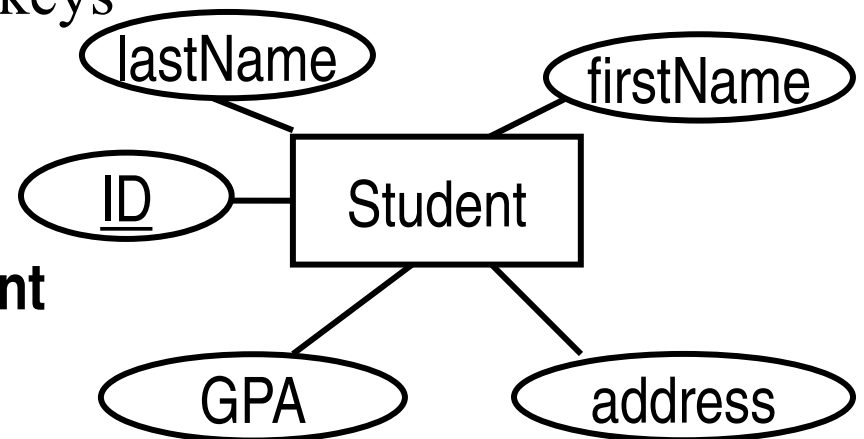 keys
lastName
firstName
ID
Student
nt
GPA
address